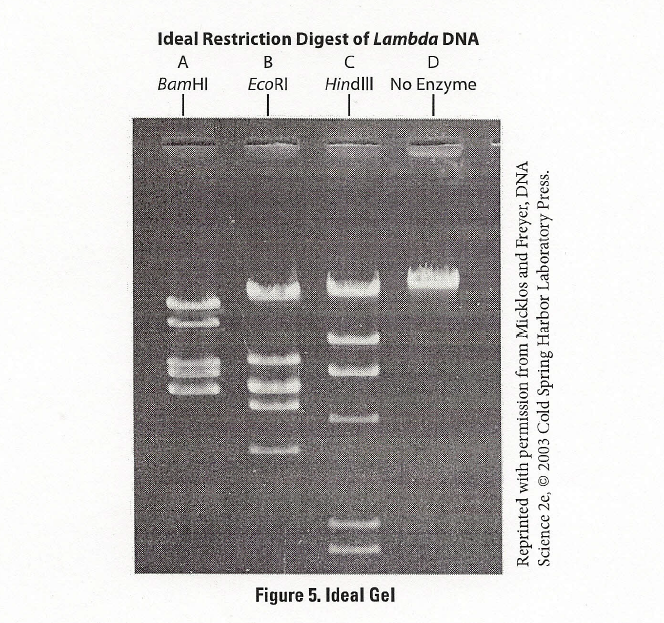 Ideal Restriction Digest of Lambda DNA
A B C D
BamHI EcoRI HindIII No Enzyme
Reprinted with permission from Micklos and Freyer, DNA
Science 2e, © 2003 Cold Spring Harbor Laboratory Press.
Figure 5. Ideal Gel